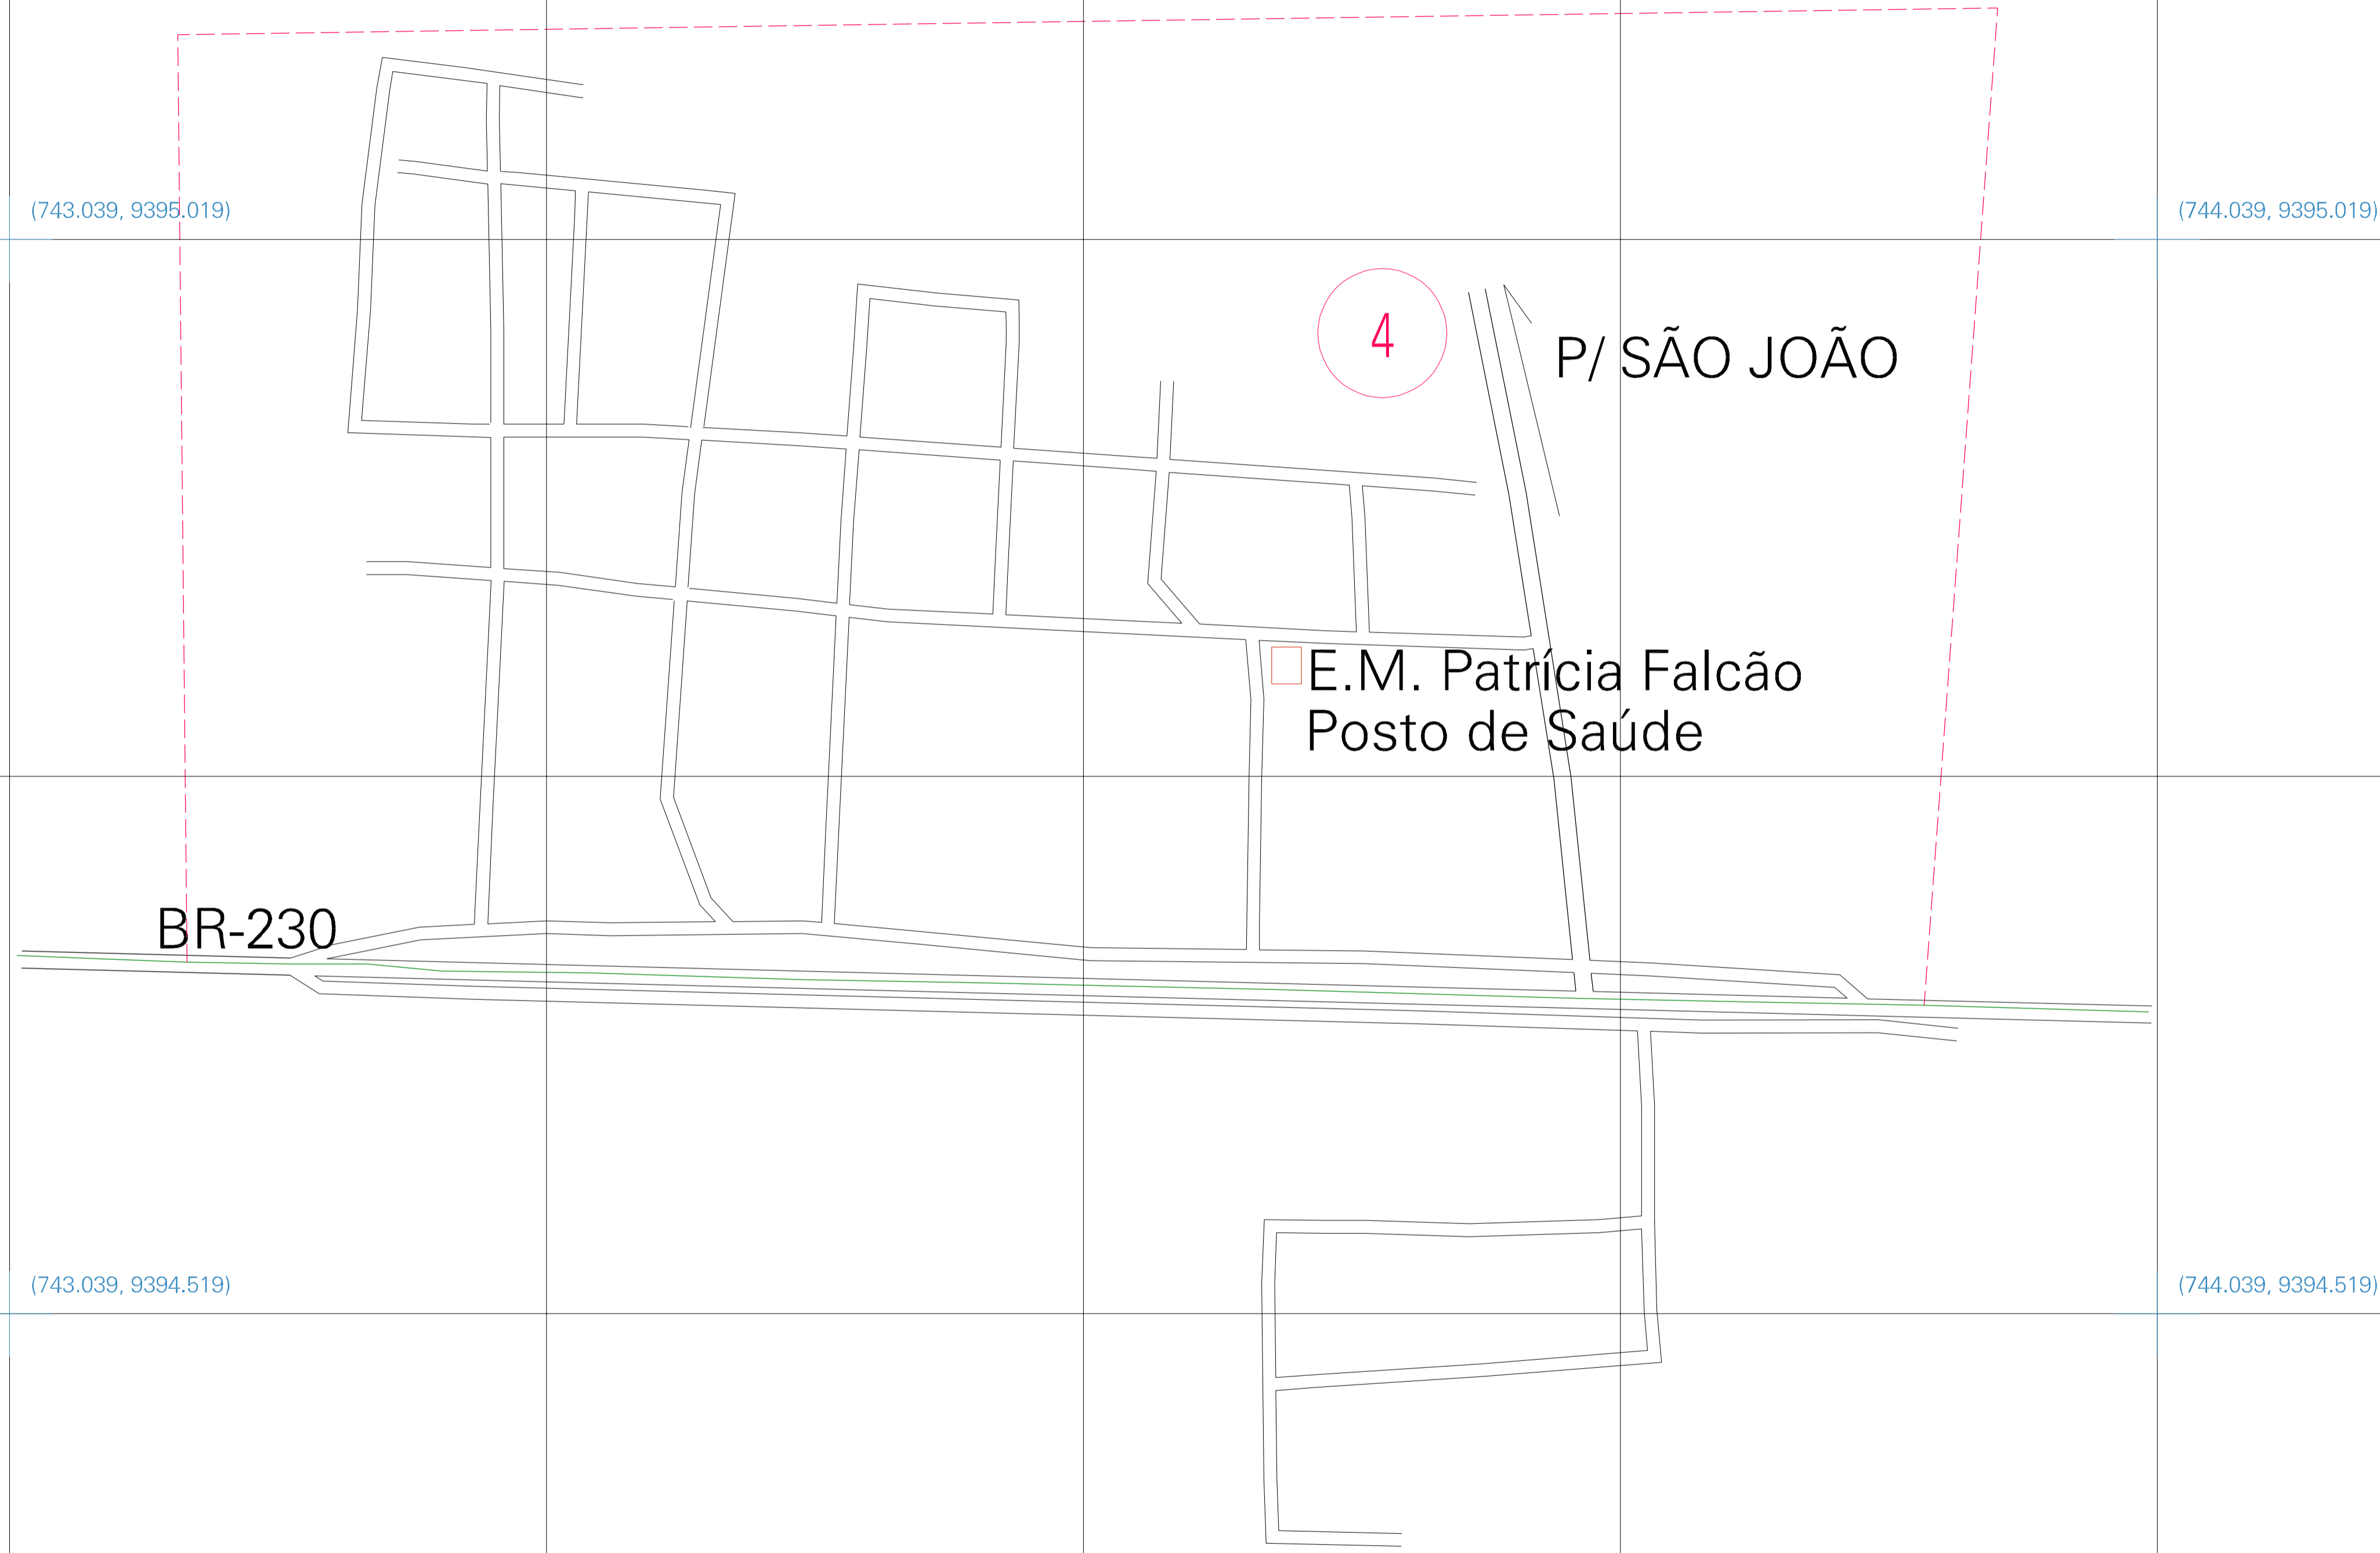 (743.039, 9395.019)
(744.039, 9395.019)
4
P/ SÃO JOÃO
E.M. Patrícia Falcão
Posto de Saúde
BR-230
(743.039, 9394.519)
(744.039, 9394.519)